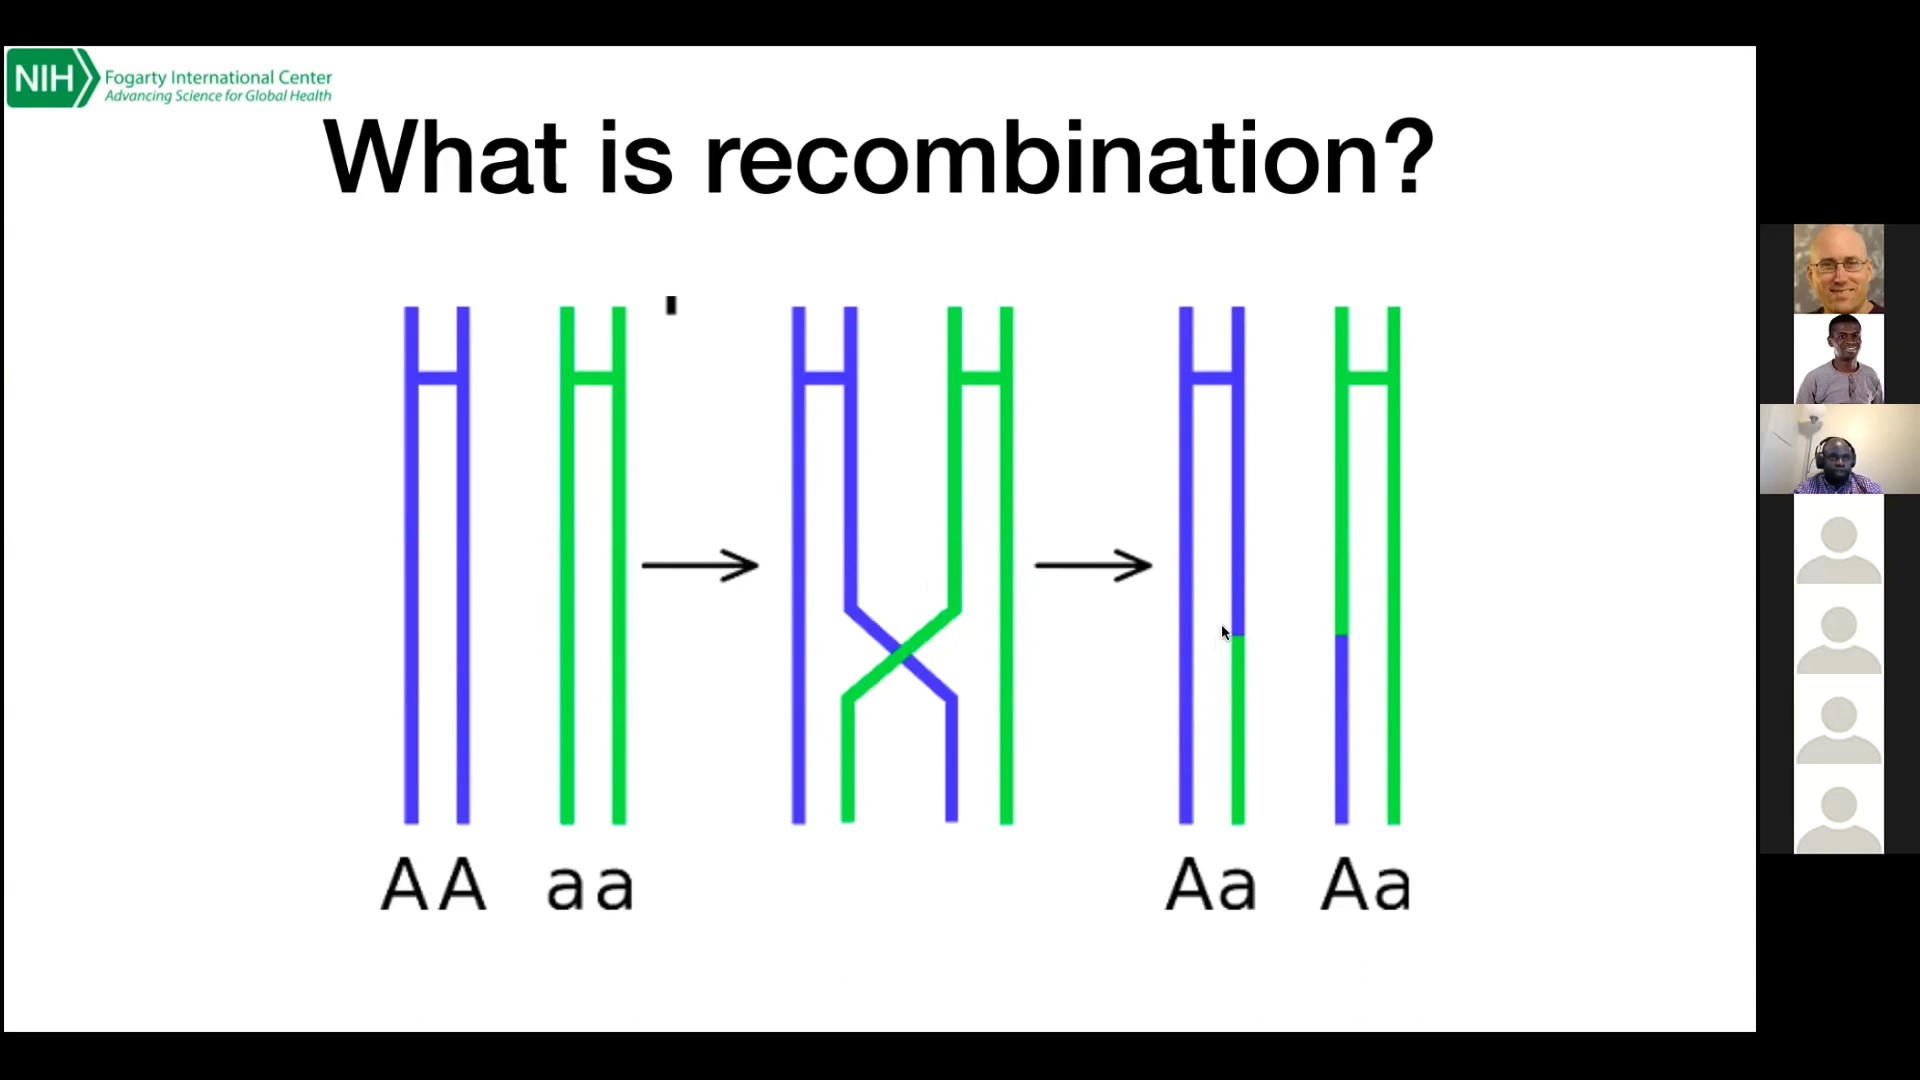 NIH Fogarty International Center
Advancing Science for Global Health
What is recombination?
AA aa Aa Aa